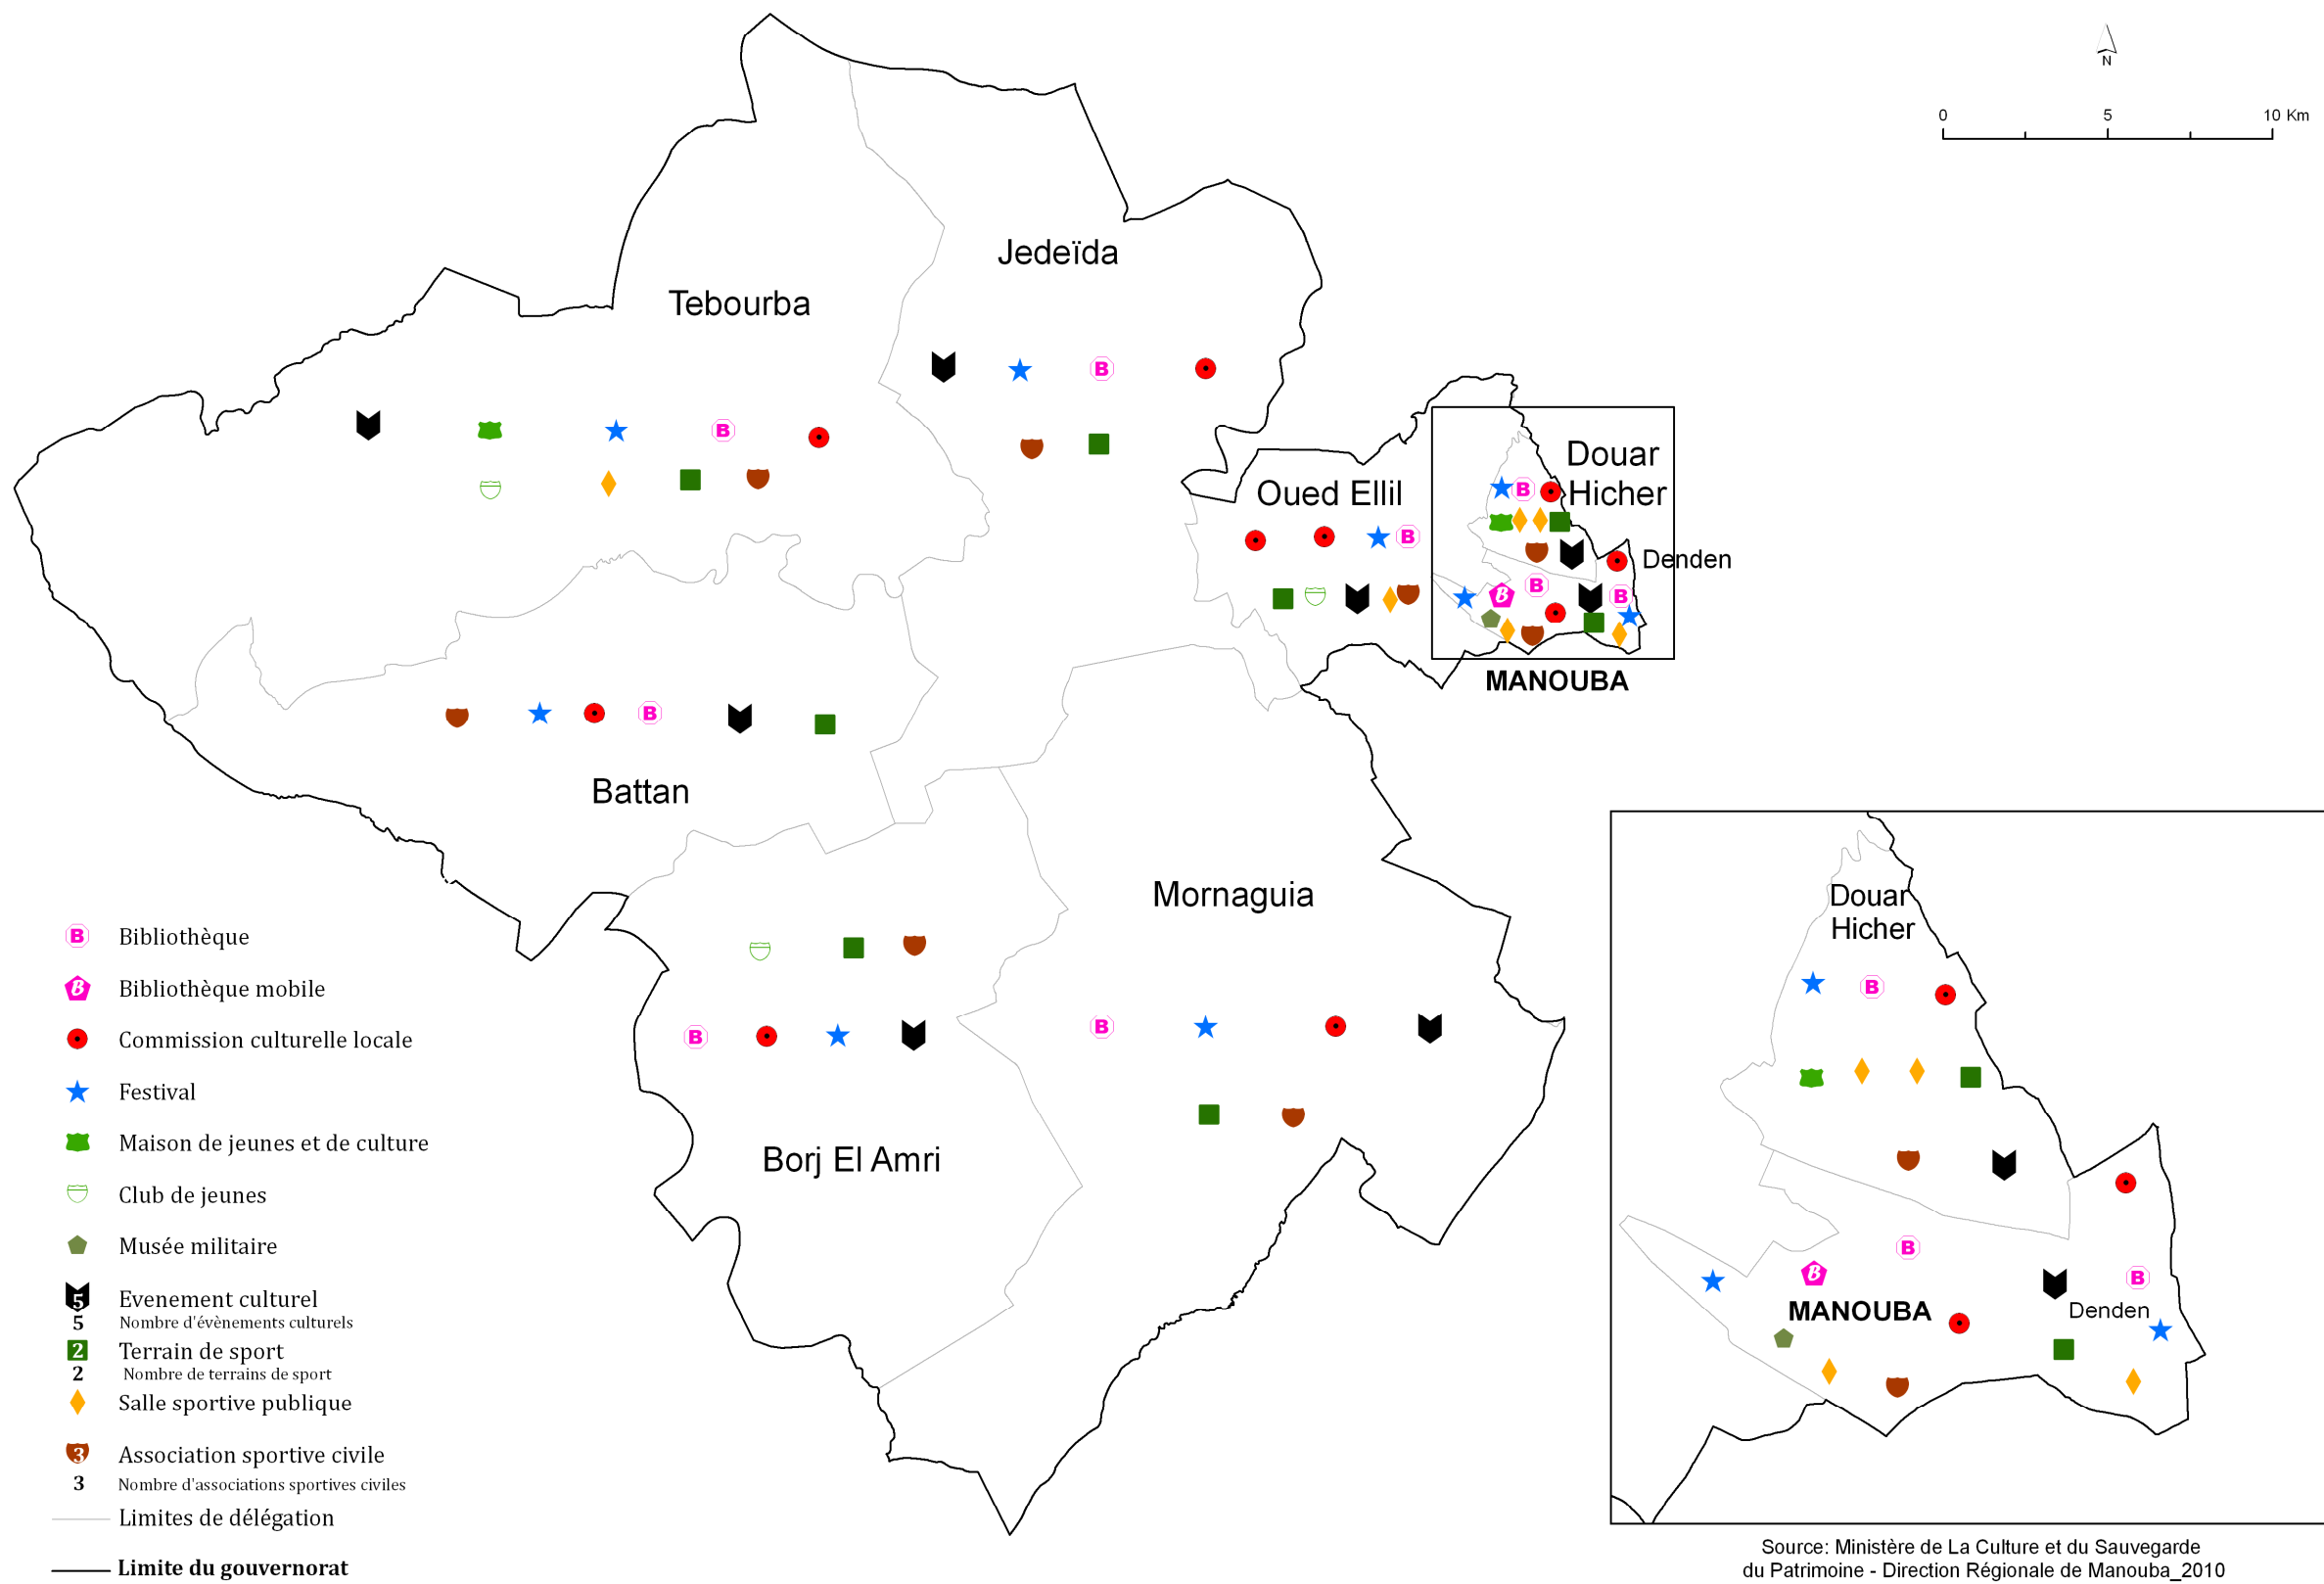 N
0 5 10 Km
Jedeïda
Tebourba
Douar
Hicher
Oued Ellil
Denden
MANOUBA
Battan
Mornaguia
Borj El Amri
B Bibliothèque
B Bibliothèque mobile
Commission culturelle locale
Festival
Maison de jeunes et de culture
Club de jeunes
Musée militaire
5 Evenement culturel
5 Nombre d'évènements culturels
2 Terrain de sport
2 Nombre de terrains de sport
Salle sportive publique
3 Association sportive civile
3 Nombre d'associations sportives civiles
Limites de délégation
Limite du gouvernorat
Douar
Hicher
MANOUBA
Denden
Source: Ministère de La Culture et du Sauvegarde
du Patrimoine - Direction Régionale de Manouba_2010